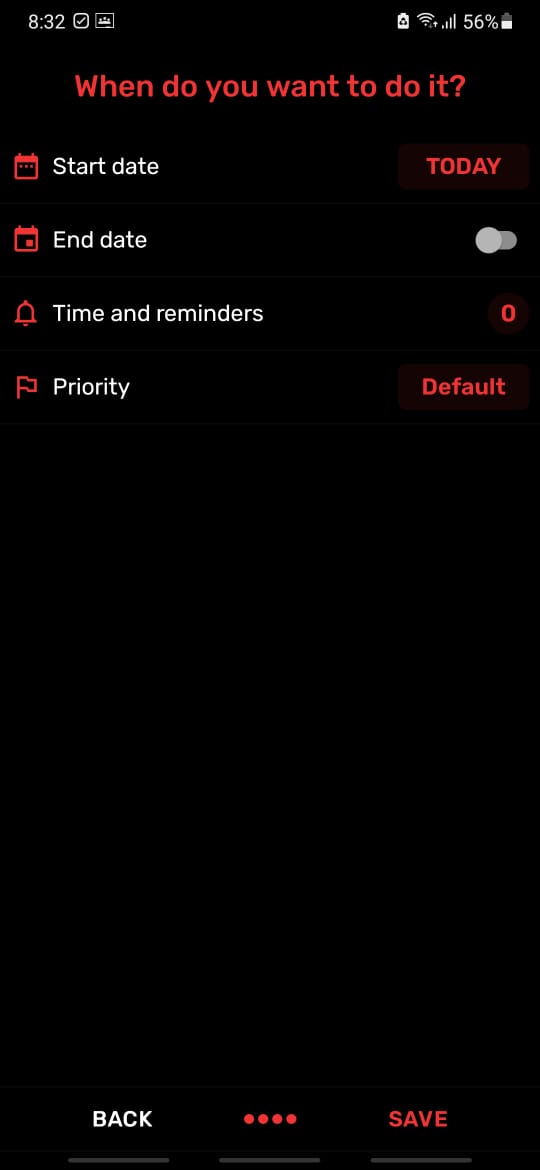 8:32 56%
When do you want to do it?
Start date TODAY
End date
Time and reminders 0
Priority Default
BACK SAVE